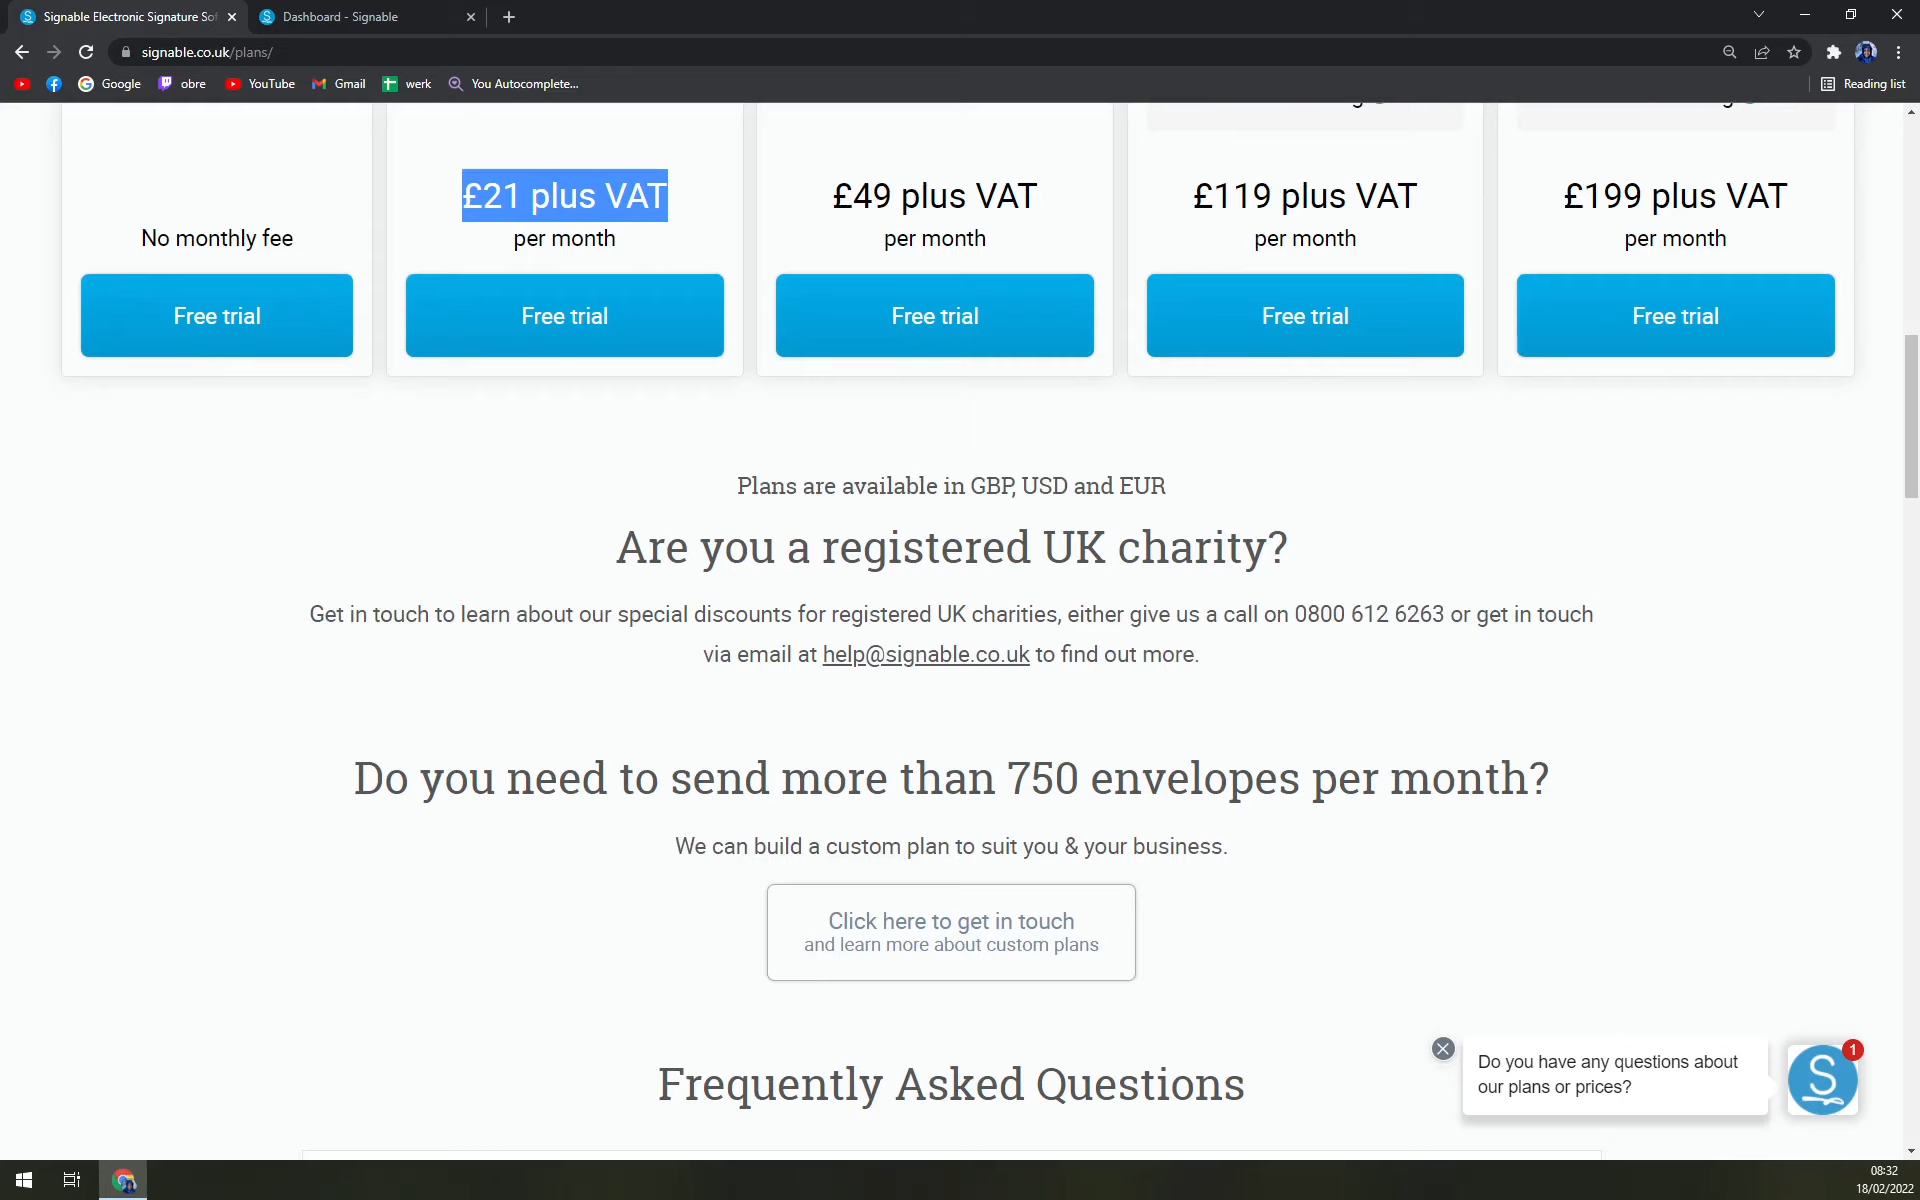 Signable Electronic Signature Sof
Dashboard - Signable
signable.co.uk/plans/
Google
obre
YouTube
Gmail
werk
You Autocomplete...
Reading list
£21 plus VAT
£49 plus VAT
£119 plus VAT
£199 plus VAT
No monthly fee
per month
per month
per month
per month
Free trial
Free trial
Free trial
Free trial
Free trial
Plans are available in GBP, USD and EUR
Are you a registered UK charity?
Get in touch to learn about our special discounts for registered UK charities, either give us a call on 0800 612 6263 or get in touch
via email at help@signable.co.uk to find out more.
Do you need to send more than 750 envelopes per month?
We can build a custom plan to suit you & your business.
Click here to get in touch
and learn more about custom plans
Frequently Asked Questions
Do you have any questions about
our plans or prices?
S
1
08:32
18/02/2022